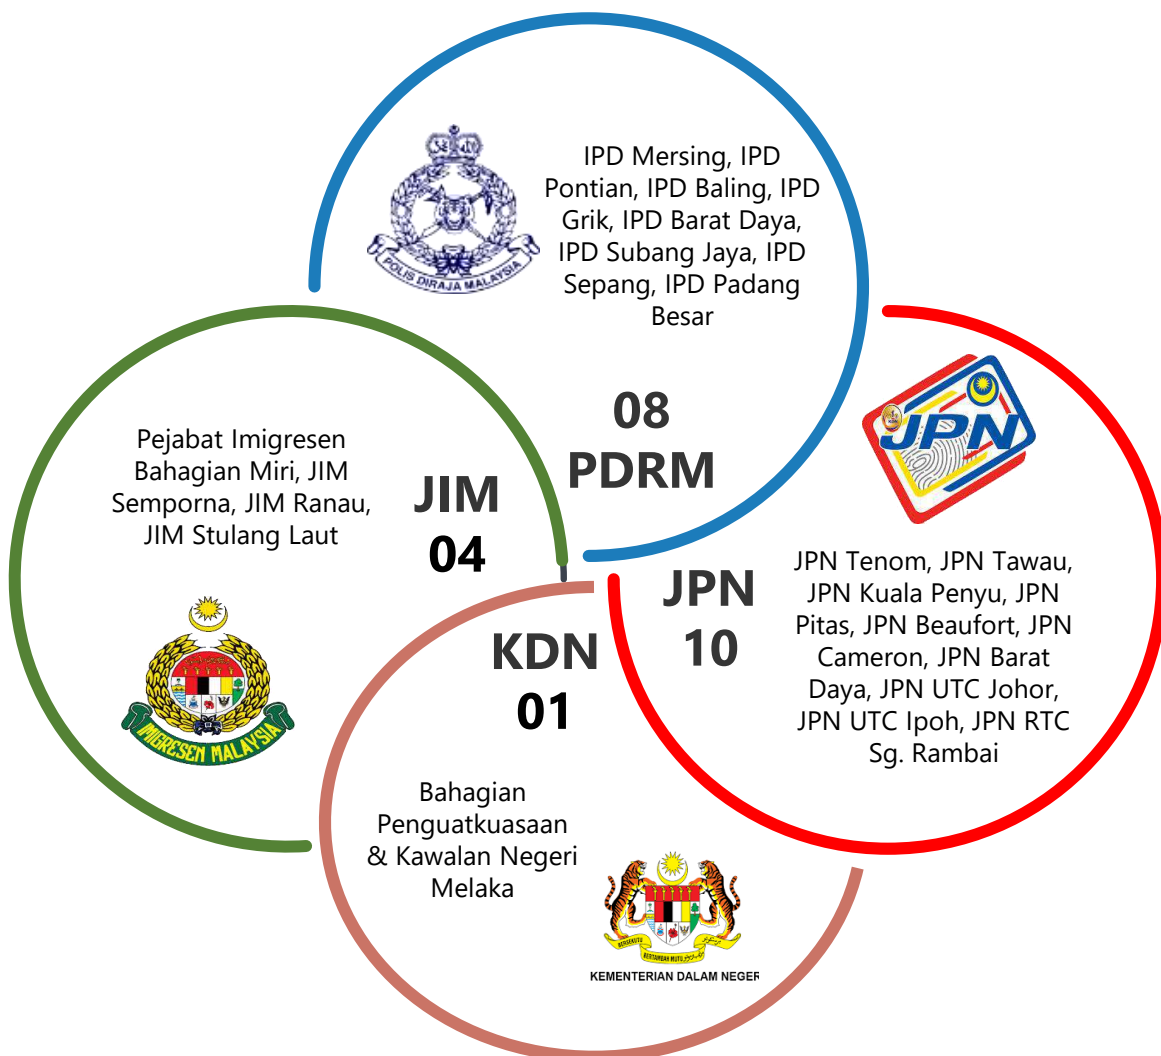 IPD Mersing, IPD
Pontian, IPD Baling, IPD
Grik, IPD Barat Daya,
IPD Subang Jaya, IPD
Sepang, IPD Padang
Besar
POLIS DIRAJA MALAYSIA
08
PDRM
Pejabat Imigresen
Bahagian Miri, JIM
Semporna, JIM Ranau,
JIM Stulang Laut
JIM
04
IMIGRESEN MALAYSIA
JPN
JPN
10
JPN Tenom, JPN Tawau,
JPN Kuala Penyu, JPN
Pitas, JPN Beaufort, JPN
Cameron, JPN Barat
Daya, JPN UTC Johor,
JPN UTC Ipoh, JPN RTC
Sg. Rambai
KDN
01
Bahagian
Penguatkuasaan
& Kawalan Negeri
Melaka
BERSEKUTU
BERTAMBAH MUTU
KEMENTERIAN DALAM NEGER